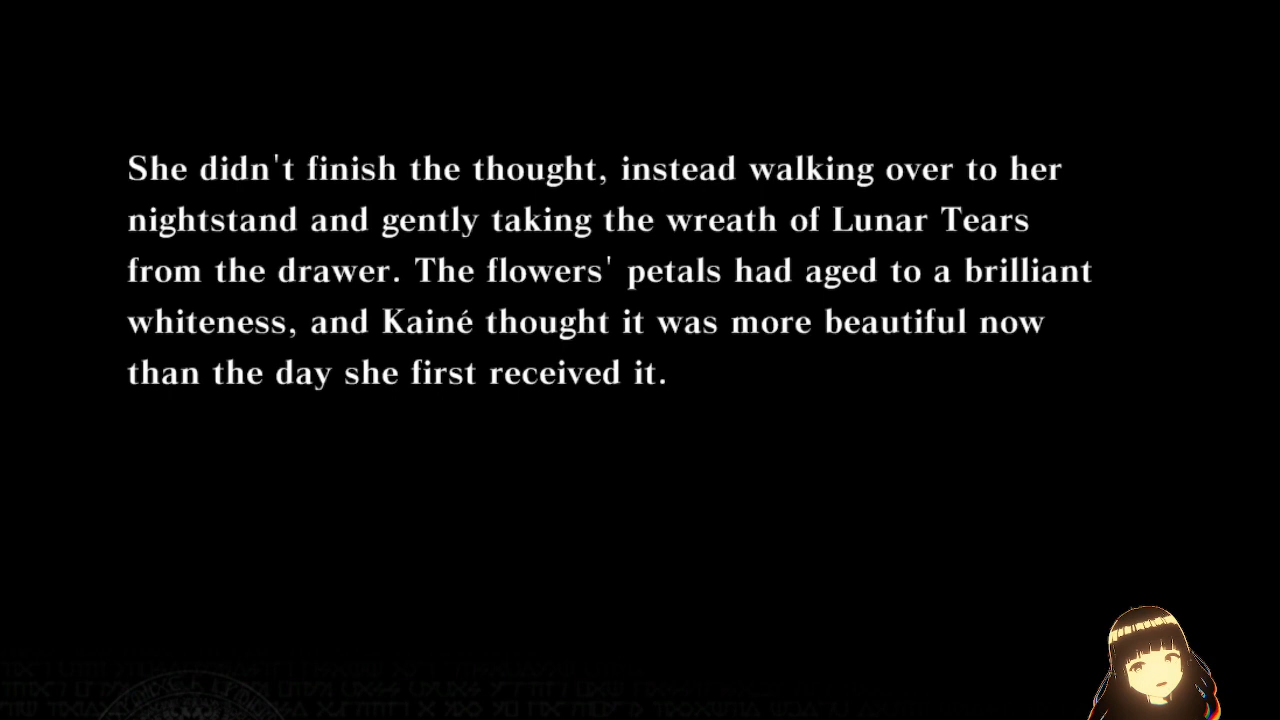 She didn't finish the thought, instead walking over to her
nightstand and gently taking the wreath of Lunar Tears
from the drawer. The flowers' petals had aged to a brilliant
whiteness, and Kainé thought it was more beautiful now
than the day she first received it.